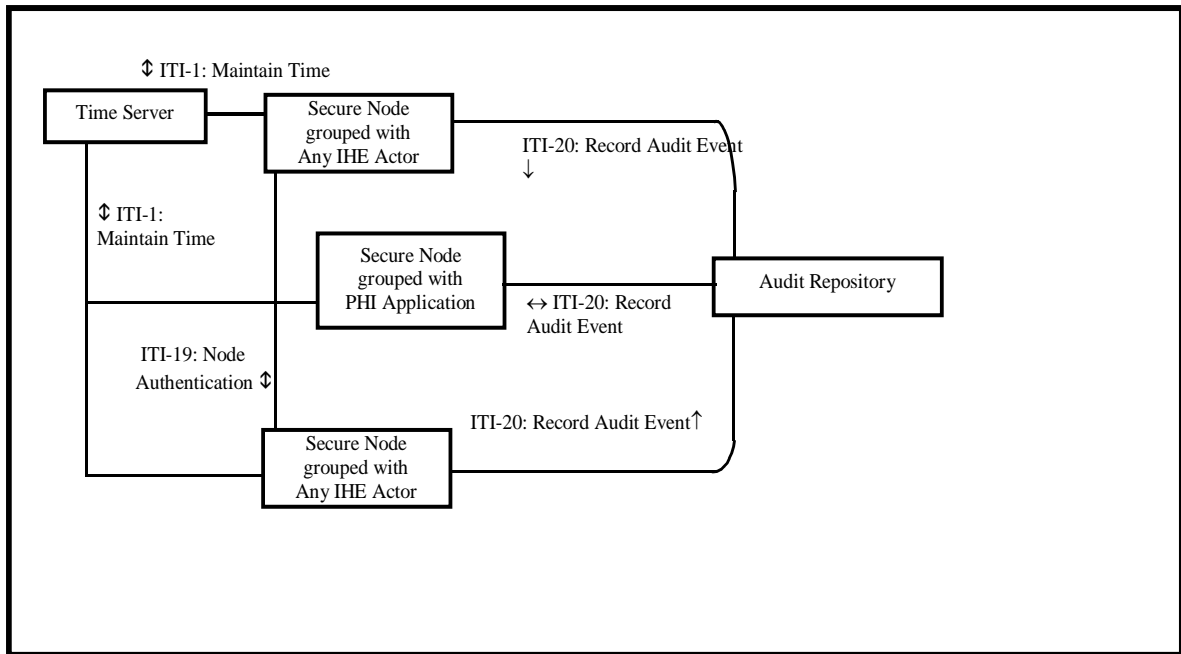 ⇕ ITI-1: Maintain Time
Time Server
Secure Node
grouped with
Any IHE Actor
ITI-20: Record Audit Event
↓
⇕ ITI-1:
Maintain Time
Secure Node
grouped with
PHI Application
Audit Repository
↔ ITI-20: Record
Audit Event
ITI-19: Node
Authentication ⇕
ITI-20: Record Audit Event↑
Secure Node
grouped with
Any IHE Actor